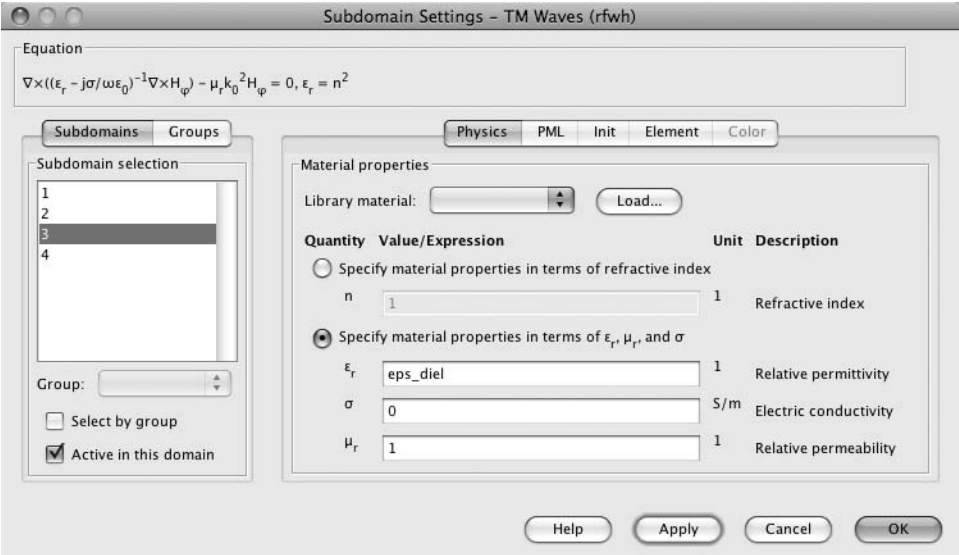 Subdomain Settings – TM Waves (rfwh)
Equation
∇×((εr – jσ/ωε0)⁻¹∇×Hφ) – μrk0²Hφ = 0, εr = n²
Subdomains Groups
Subdomain selection
1
2
3
4
Group:
Select by group
Active in this domain
Physics PML Init Element Color
Material properties
Library material: Load...
Quantity Value/Expression Unit Description
Specify material properties in terms of refractive index
n 1 1 Refractive index
Specify material properties in terms of εr, μr, and σ
εr eps_diel 1 Relative permittivity
σ 0 S/m Electric conductivity
μr 1 1 Relative permeability
Help Apply Cancel OK